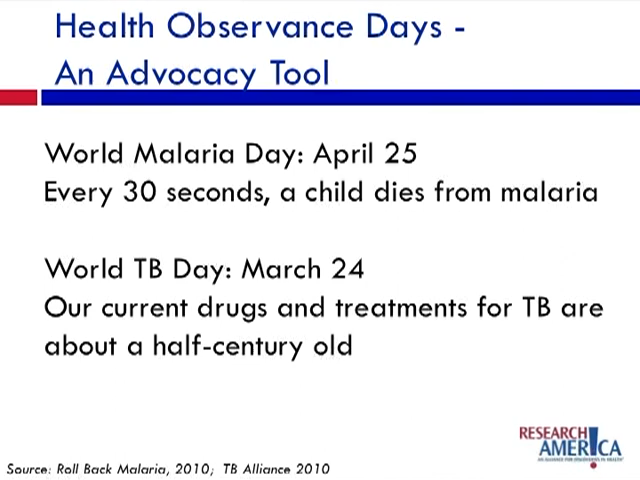 Health Observance Days -
An Advocacy Tool
World Malaria Day: April 25
Every 30 seconds, a child dies from malaria
World TB Day: March 24
Our current drugs and treatments for TB are
about a half-century old
RESEARCH
AMERICA
AN ALLIANCE FOR DISCOVERIES IN HEALTH
Source: Roll Back Malaria, 2010; TB Alliance 2010